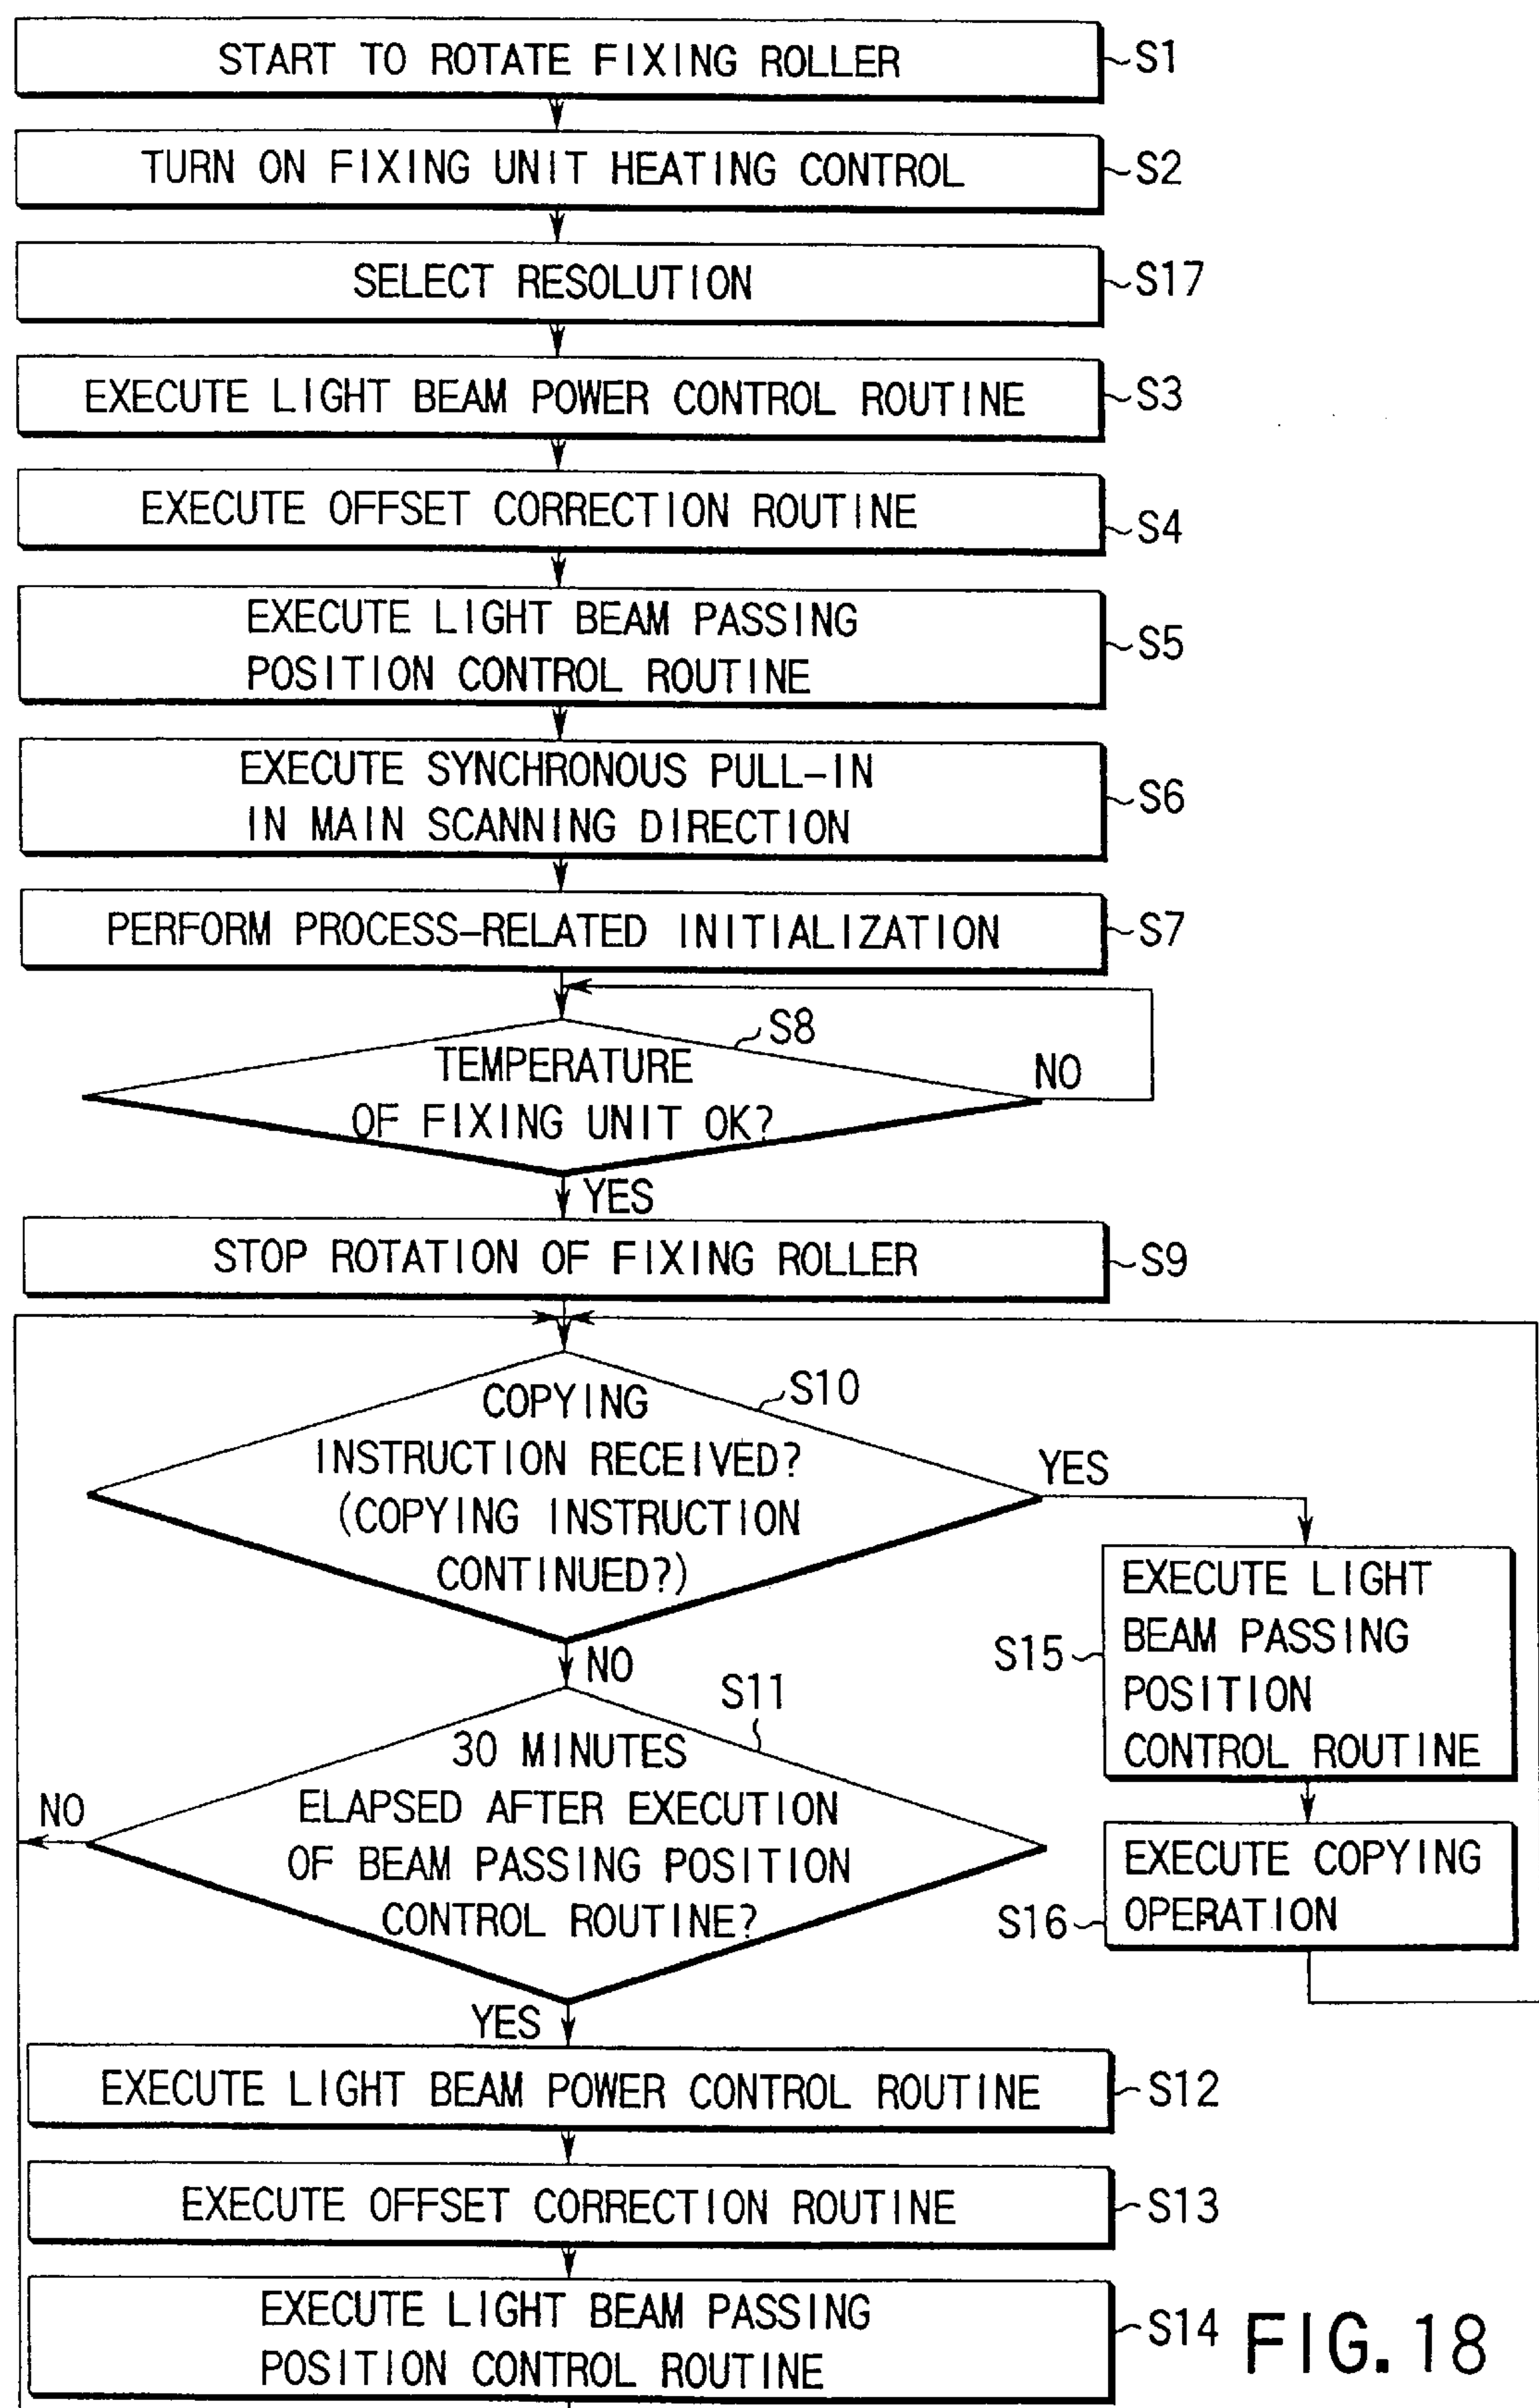 START TO ROTATE FIXING ROLLER
S1
TURN ON FIXING UNIT HEATING CONTROL
S2
SELECT RESOLUTION
S17
EXECUTE LIGHT BEAM POWER CONTROL ROUTINE
S3
EXECUTE OFFSET CORRECTION ROUTINE
S4
EXECUTE LIGHT BEAM PASSING
POSITION CONTROL ROUTINE
S5
EXECUTE SYNCHRONOUS PULL-IN
IN MAIN SCANNING DIRECTION
S6
PERFORM PROCESS-RELATED INITIALIZATION
S7
S8
TEMPERATURE
OF FIXING UNIT OK?
NO
YES
STOP ROTATION OF FIXING ROLLER
S9
S10
COPYING
INSTRUCTION RECEIVED?
(COPYING INSTRUCTION
CONTINUED?)
YES
NO
EXECUTE LIGHT
BEAM PASSING
POSITION
CONTROL ROUTINE
S15
S11
30 MINUTES
ELAPSED AFTER EXECUTION
OF BEAM PASSING POSITION
CONTROL ROUTINE?
NO
YES
EXECUTE COPYING
OPERATION
S16
EXECUTE LIGHT BEAM POWER CONTROL ROUTINE
S12
EXECUTE OFFSET CORRECTION ROUTINE
S13
EXECUTE LIGHT BEAM PASSING
POSITION CONTROL ROUTINE
S14
FIG. 18